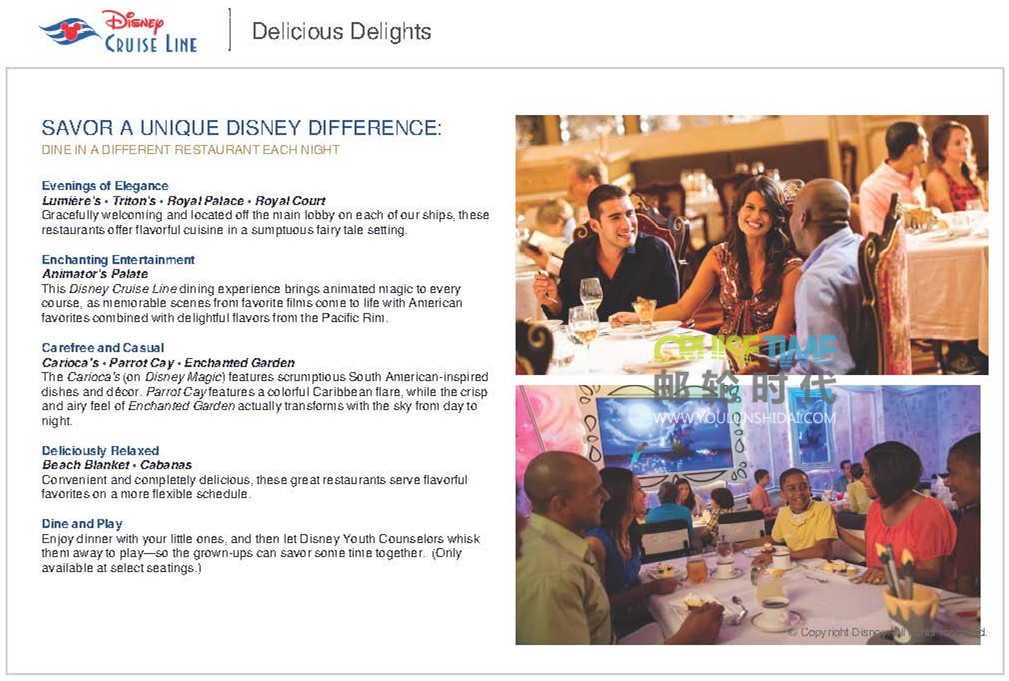 Disney
Cruise Line
Delicious Delights
SAVOR A UNIQUE DISNEY DIFFERENCE:
DINE IN A DIFFERENT RESTAURANT EACH NIGHT
Evenings of Elegance
Lumière's • Triton's • Royal Palace • Royal Court
Gracefully welcoming and located off the main lobby on each of our ships, these
restaurants offer flavorful cuisine in a sumptuous fairy tale setting.
Enchanting Entertainment
Animator's Palate
This Disney Cruise Line dining experience brings animated magic to every
course, as memorable scenes from favorite films come to life with American
favorites combined with delightful flavors from the Pacific Rim.
Carefree and Casual
Carioca's • Parrot Cay • Enchanted Garden
The Carioca's (on Disney Magic) features scrumptious South American-inspired
dishes and décor. Parrot Cay features a colorful Caribbean flare, while the crisp
and airy feel of Enchanted Garden actually transforms with the sky from day to
night.
Deliciously Relaxed
Beach Blanket • Cabanas
Convenient and completely delicious, these great restaurants serve flavorful
favorites on a more flexible schedule.
Dine and Play
Enjoy dinner with your little ones, and then let Disney Youth Counselors whisk
them away to play—so the grown-ups can savor some time together. (Only
available at select seatings.)
CRUISE TIME
邮轮时代
WWW.YOULUNSHIDAI.COM
© Copyright Disney. All rights reserved.